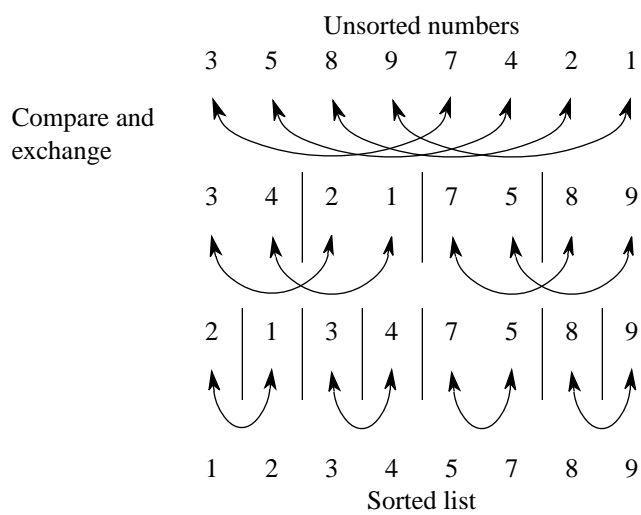 Unsorted numbers
3 5 8 9 7 4 2 1
Compare and
exchange
3 4 2 1 7 5 8 9
2 1 3 4 7 5 8 9
1 2 3 4 5 7 8 9
Sorted list